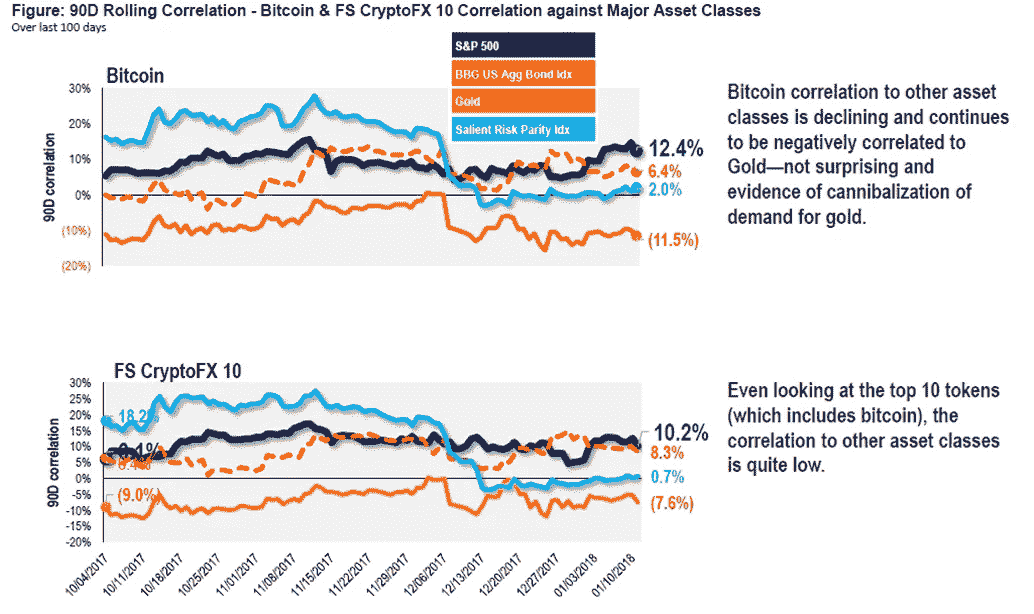 Figure: 90D Rolling Correlation - Bitcoin & FS CryptoFX 10 Correlation against Major Asset Classes
Over last 100 days
S&P 500
BBG US Agg Bond Idx
Gold
Salient Risk Parity Idx
Bitcoin
90D correlation
30%
20%
10%
0%
(10%)
(20%)
12.4%
6.4%
2.0%
(11.5%)
Bitcoin correlation to other asset
classes is declining and continues
to be negatively correlated to
Gold—not surprising and
evidence of cannibalization of
demand for gold.
FS CryptoFX 10
90D correlation
30%
25%
20%
15%
10%
5%
0%
-5%
-10%
-15%
-20%
18.2%
(9.0%)
10.2%
8.3%
0.7%
(7.6%)
10/04/2017
10/11/2017
10/18/2017
10/25/2017
11/01/2017
11/08/2017
11/15/2017
11/22/2017
11/29/2017
12/06/2017
12/13/2017
12/20/2017
12/27/2017
01/03/2018
01/10/2018
Even looking at the top 10 tokens
(which includes bitcoin), the
correlation to other asset classes
is quite low.